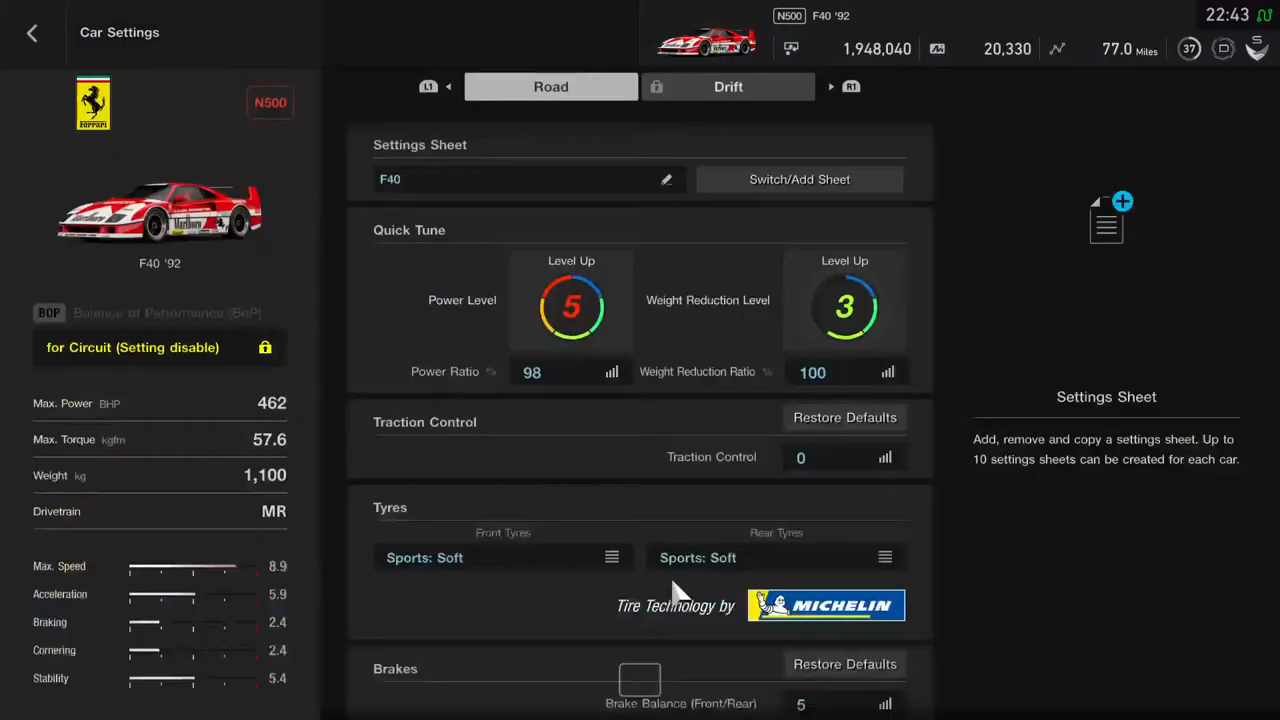 Car Settings
N500 F40 '92
22:43
1,948,040
20,330
77.0 Miles
37
S
Ferrari
N500
L1 Road Drift R1
Settings Sheet
F40
Switch/Add Sheet
Quick Tune
Level Up
Level Up
Power Level 5
Weight Reduction Level 3
Power Ratio % 98
Weight Reduction Ratio % 100
Marlboro
F40 '92
BOP Balance of Performance (BoP)
for Circuit (Setting disable)
Max. Power BHP 462
Max. Torque kgfm 57.6
Weight kg 1,100
Drivetrain MR
Max. Speed 8.9
Acceleration 5.9
Braking 2.4
Cornering 2.4
Stability 5.4
Traction Control
Restore Defaults
Traction Control 0
Tyres
Front Tyres
Rear Tyres
Sports: Soft
Sports: Soft
Tire Technology by
MICHELIN
Brakes
Restore Defaults
Brake Balance (Front/Rear) 5
Settings Sheet
Add, remove and copy a settings sheet. Up to
10 settings sheets can be created for each car.